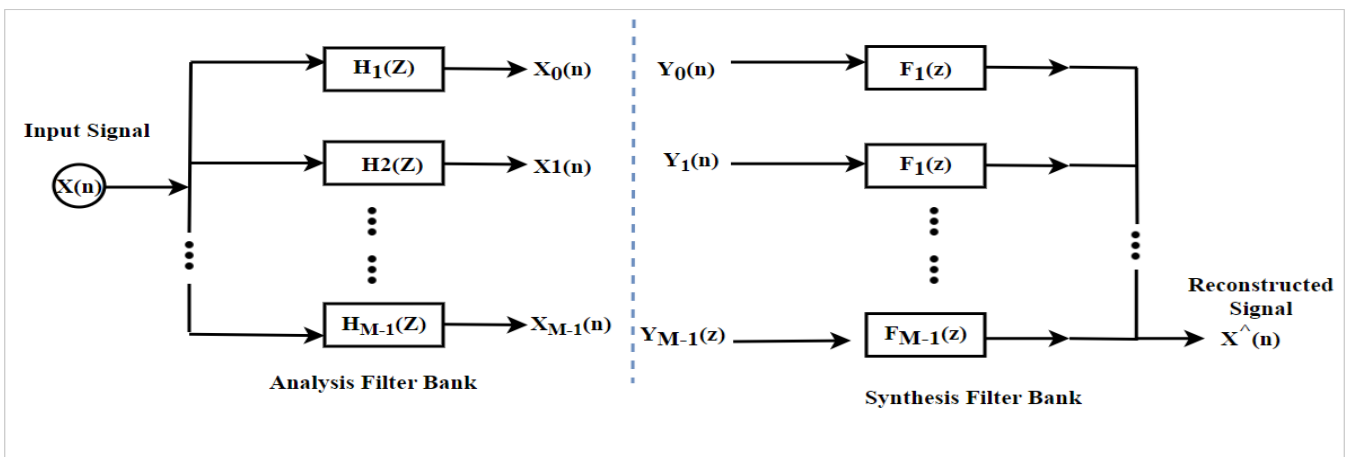 Input Signal
X(n)
H1(Z)
X0(n)
H2(Z)
X1(n)
HM-1(Z)
XM-1(n)
Analysis Filter Bank
Y0(n)
F1(z)
Y1(n)
F1(z)
YM-1(z)
FM-1(z)
Reconstructed
Signal
X^(n)
Synthesis Filter Bank